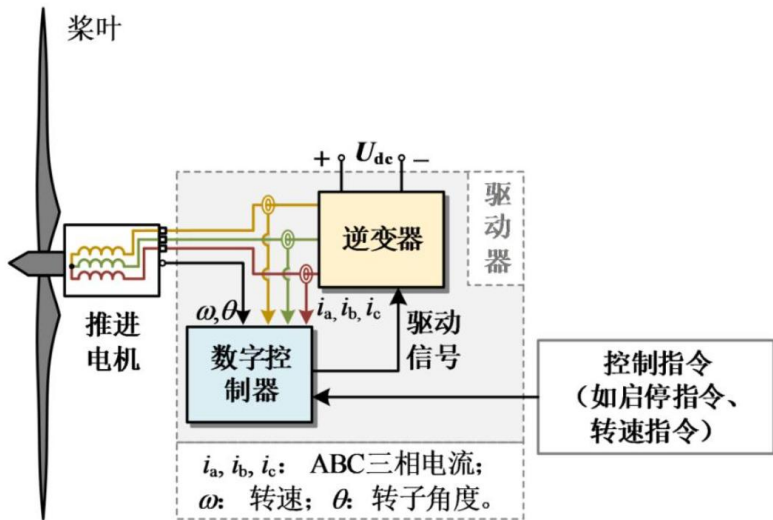 桨叶
+ Udc −
驱
动
器
逆变器
ω,θ
ia, ib, ic
驱动
信号
推进
电机
数字控
制器
控制指令
（如启停指令、
转速指令）
ia, ib, ic： ABC三相电流；
ω： 转速；θ：转子角度。